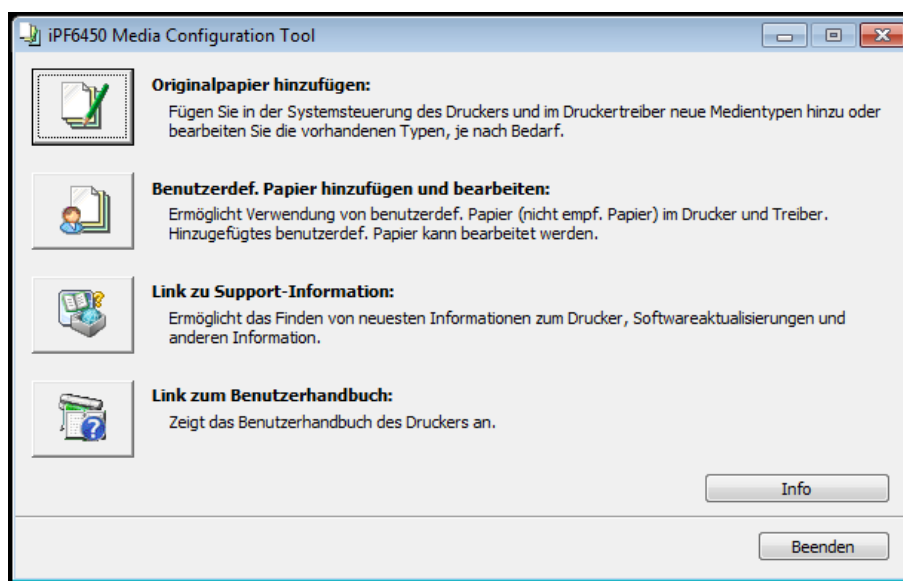 iPF6450 Media Configuration Tool
Originalpapier hinzufügen:
Fügen Sie in der Systemsteuerung des Druckers und im Druckertreiber neue Medientypen hinzu oder
bearbeiten Sie die vorhandenen Typen, je nach Bedarf.
Benutzerdef. Papier hinzufügen und bearbeiten:
Ermöglicht Verwendung von benutzerdef. Papier (nicht empf. Papier) im Drucker und Treiber.
Hinzugefügtes benutzerdef. Papier kann bearbeitet werden.
Link zu Support-Information:
Ermöglicht das Finden von neuesten Informationen zum Drucker, Softwareaktualisierungen und
anderen Information.
Link zum Benutzerhandbuch:
Zeigt das Benutzerhandbuch des Druckers an.
Info
Beenden